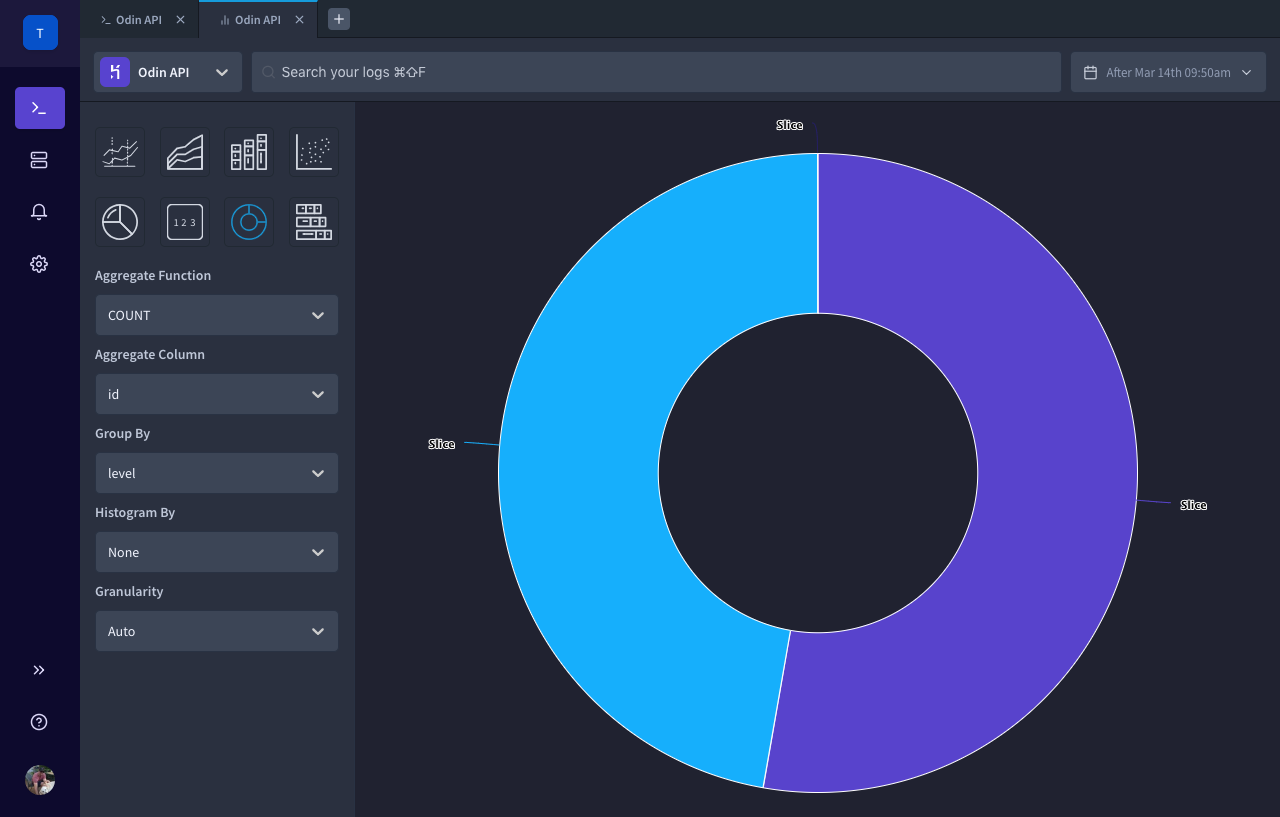 T
Odin API
Odin API
Odin API
Search your logs ⌘⇧F
After Mar 14th 09:50am
1 2 3
Aggregate Function
COUNT
Aggregate Column
id
Group By
level
Histogram By
None
Granularity
Auto
Slice
Slice
Slice